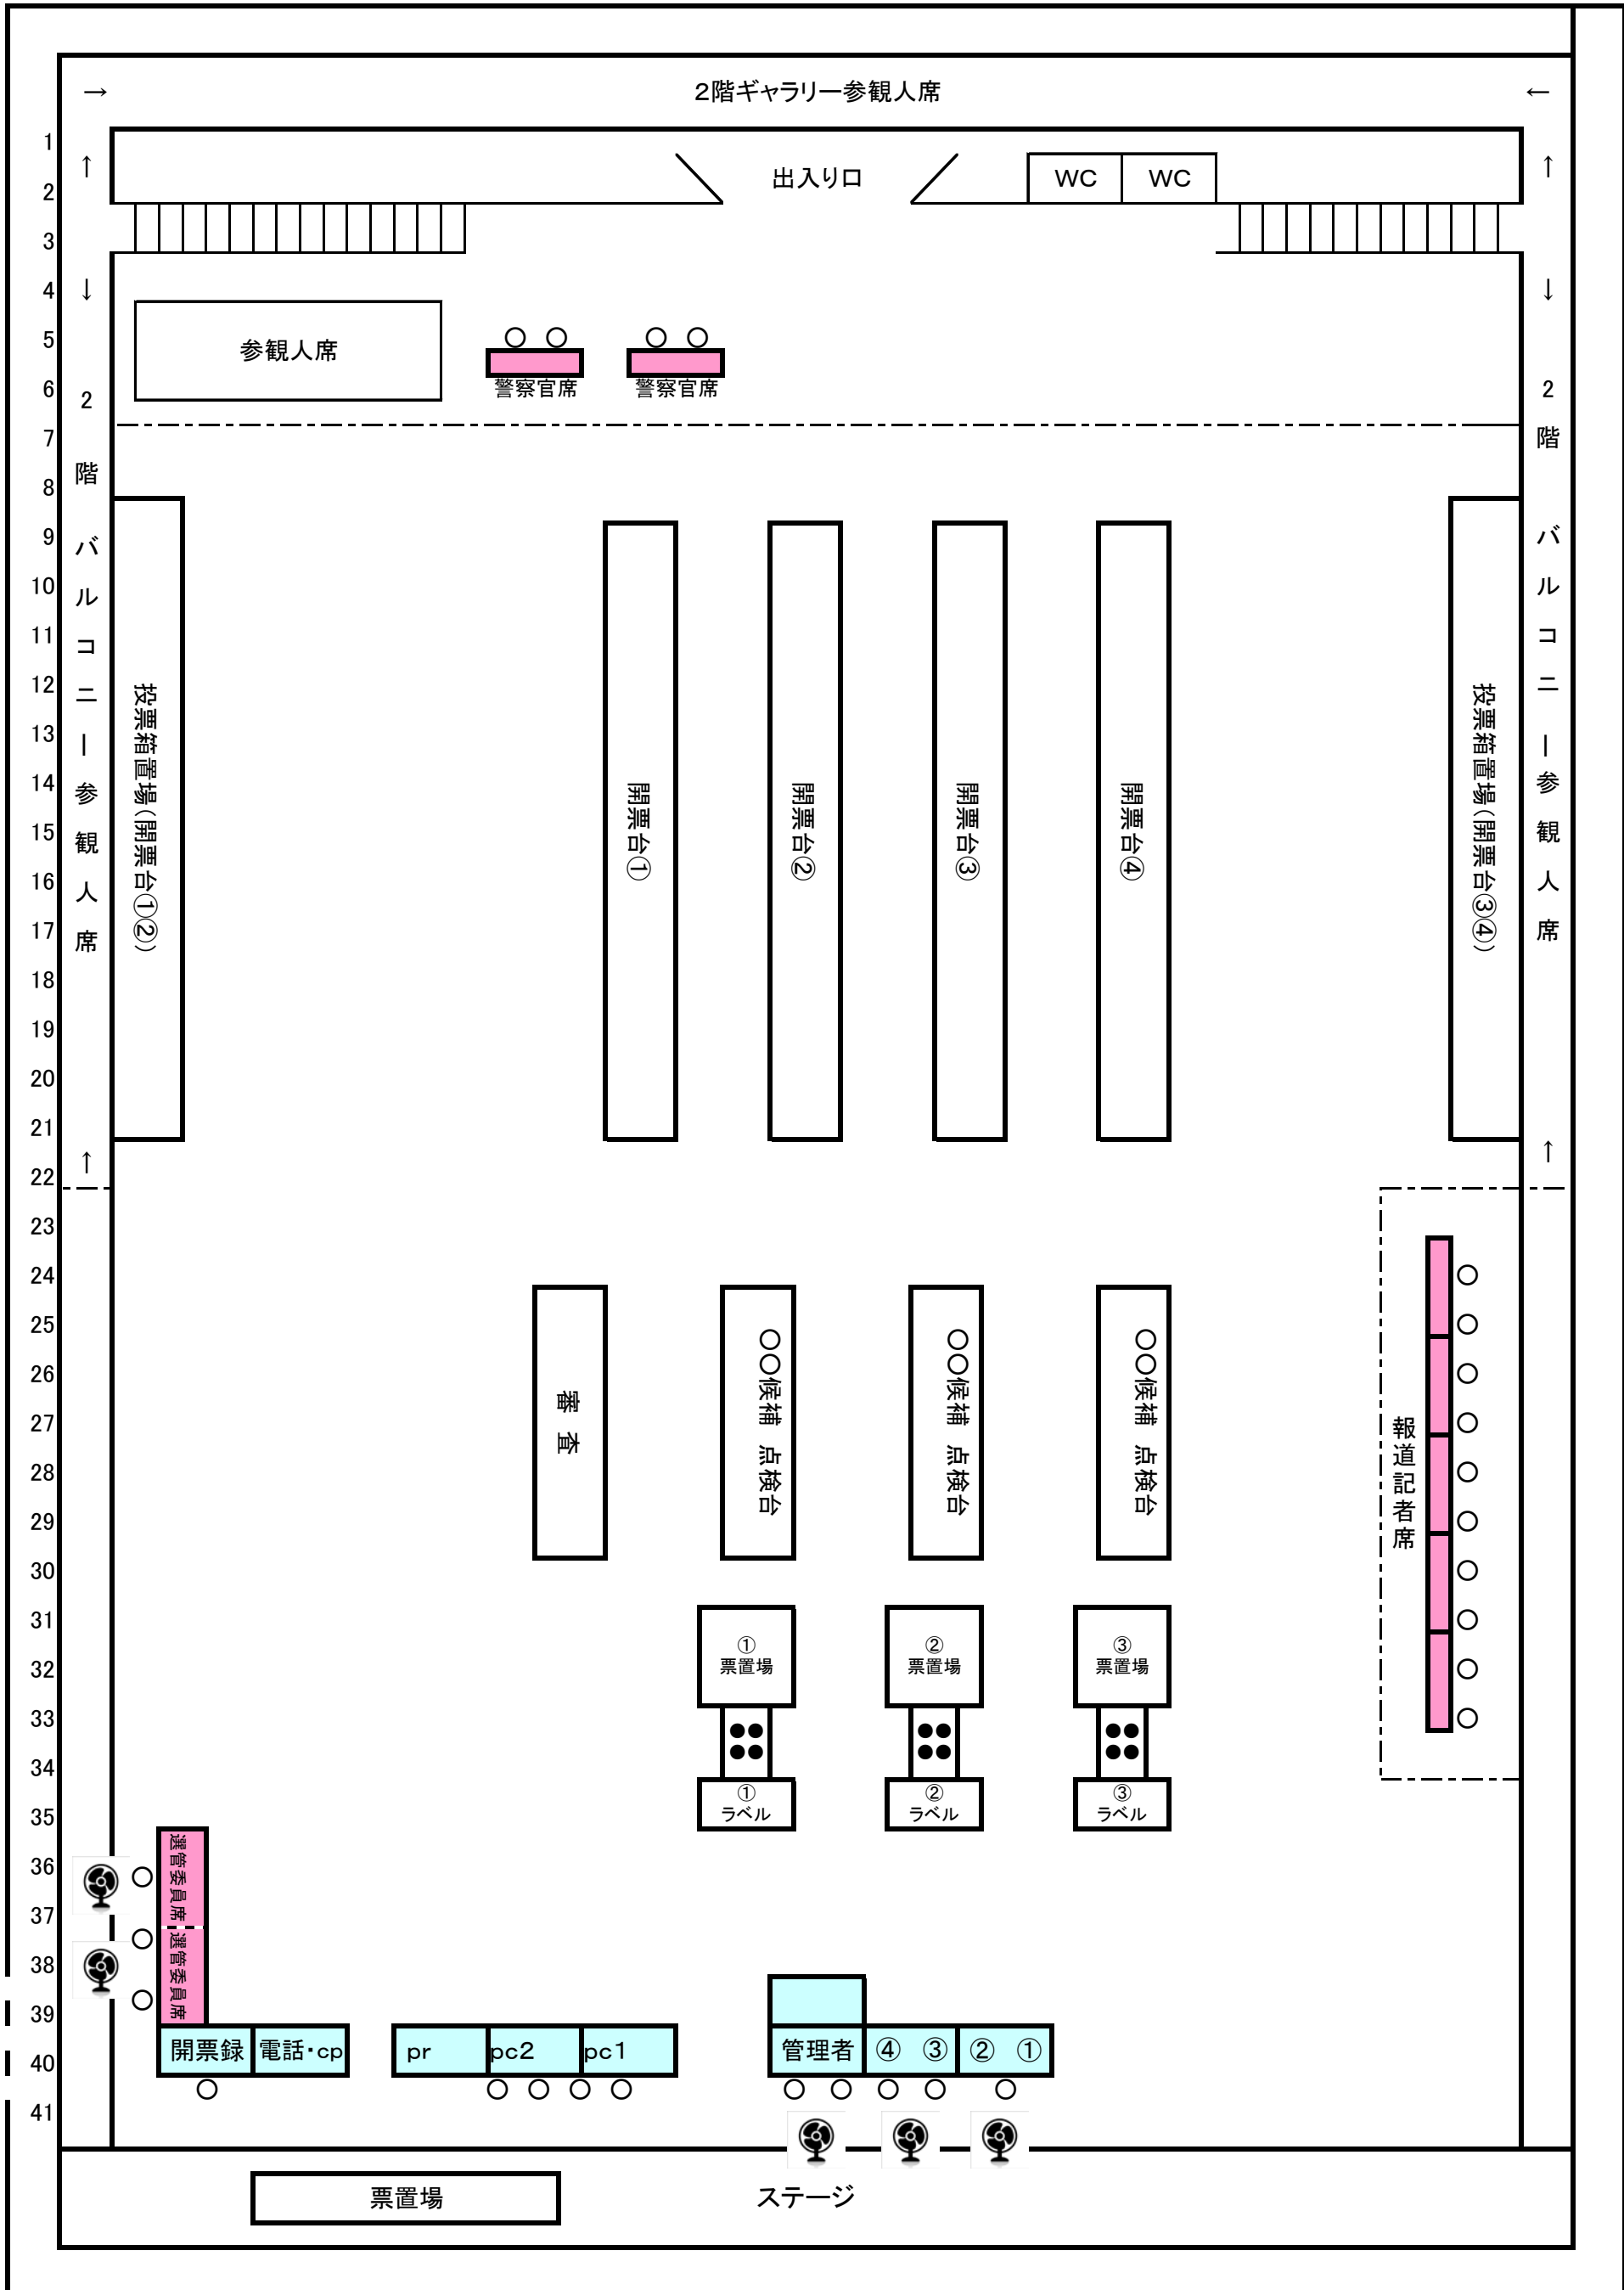 →
2階ギャラリー参観人席
←
1
2
3
4
5
6
7
8
9
10
11
12
13
14
15
16
17
18
19
20
21
22
23
24
25
26
27
28
29
30
31
32
33
34
35
36
37
38
39
40
41
↑
↓
2階バルコニー参観人席
↑
出入り口
WC
WC
↑
↓
2階バルコニー参観人席
↑
参観人席
警察官席
警察官席
投票箱置場(開票台①②)
開票台①
開票台②
開票台③
開票台④
投票箱置場(開票台③④)
審 査
〇〇候補 点検台
〇〇候補 点検台
〇〇候補 点検台
報道記者席
①
票置場
②
票置場
③
票置場
●●
●●
●●
●●
●●
●●
①
ラベル
②
ラベル
③
ラベル
選管委員席
選管委員席
開票録
電話・cp
pr
pc2
pc1
管理者
④ ③
② ①
票置場
ステージ